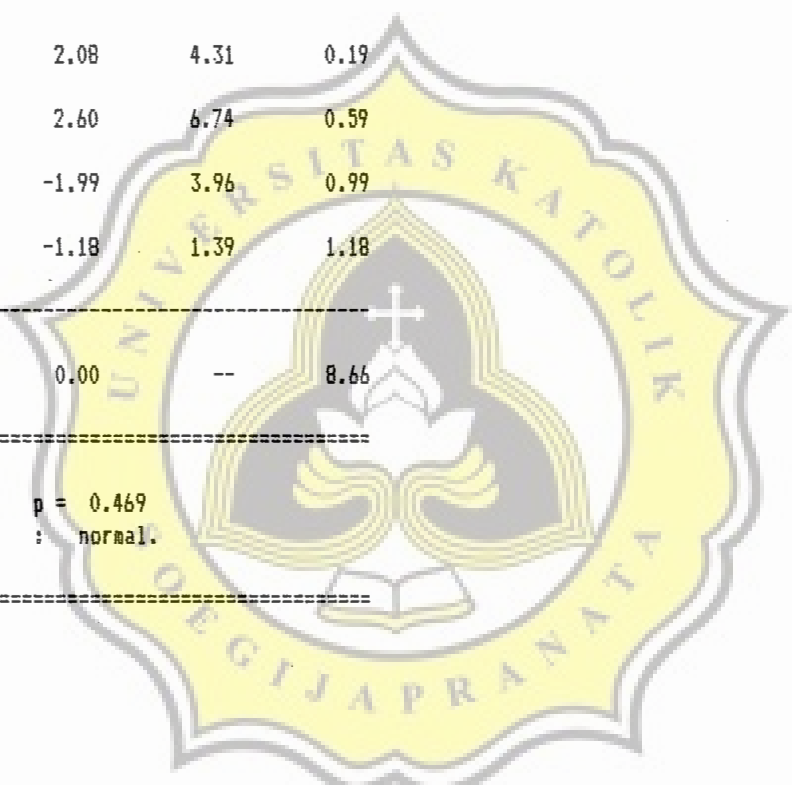 2.08 4.31 0.19
2.60 6.74 0.59
-1.99 3.96 0.99
-1.18 1.39 1.18
--------------------------------
0.00 -- 8.66
================================
p = 0.469
: normal.
================================
UNIVERSITAS KATOLIK
SOEGIJAPRANATA